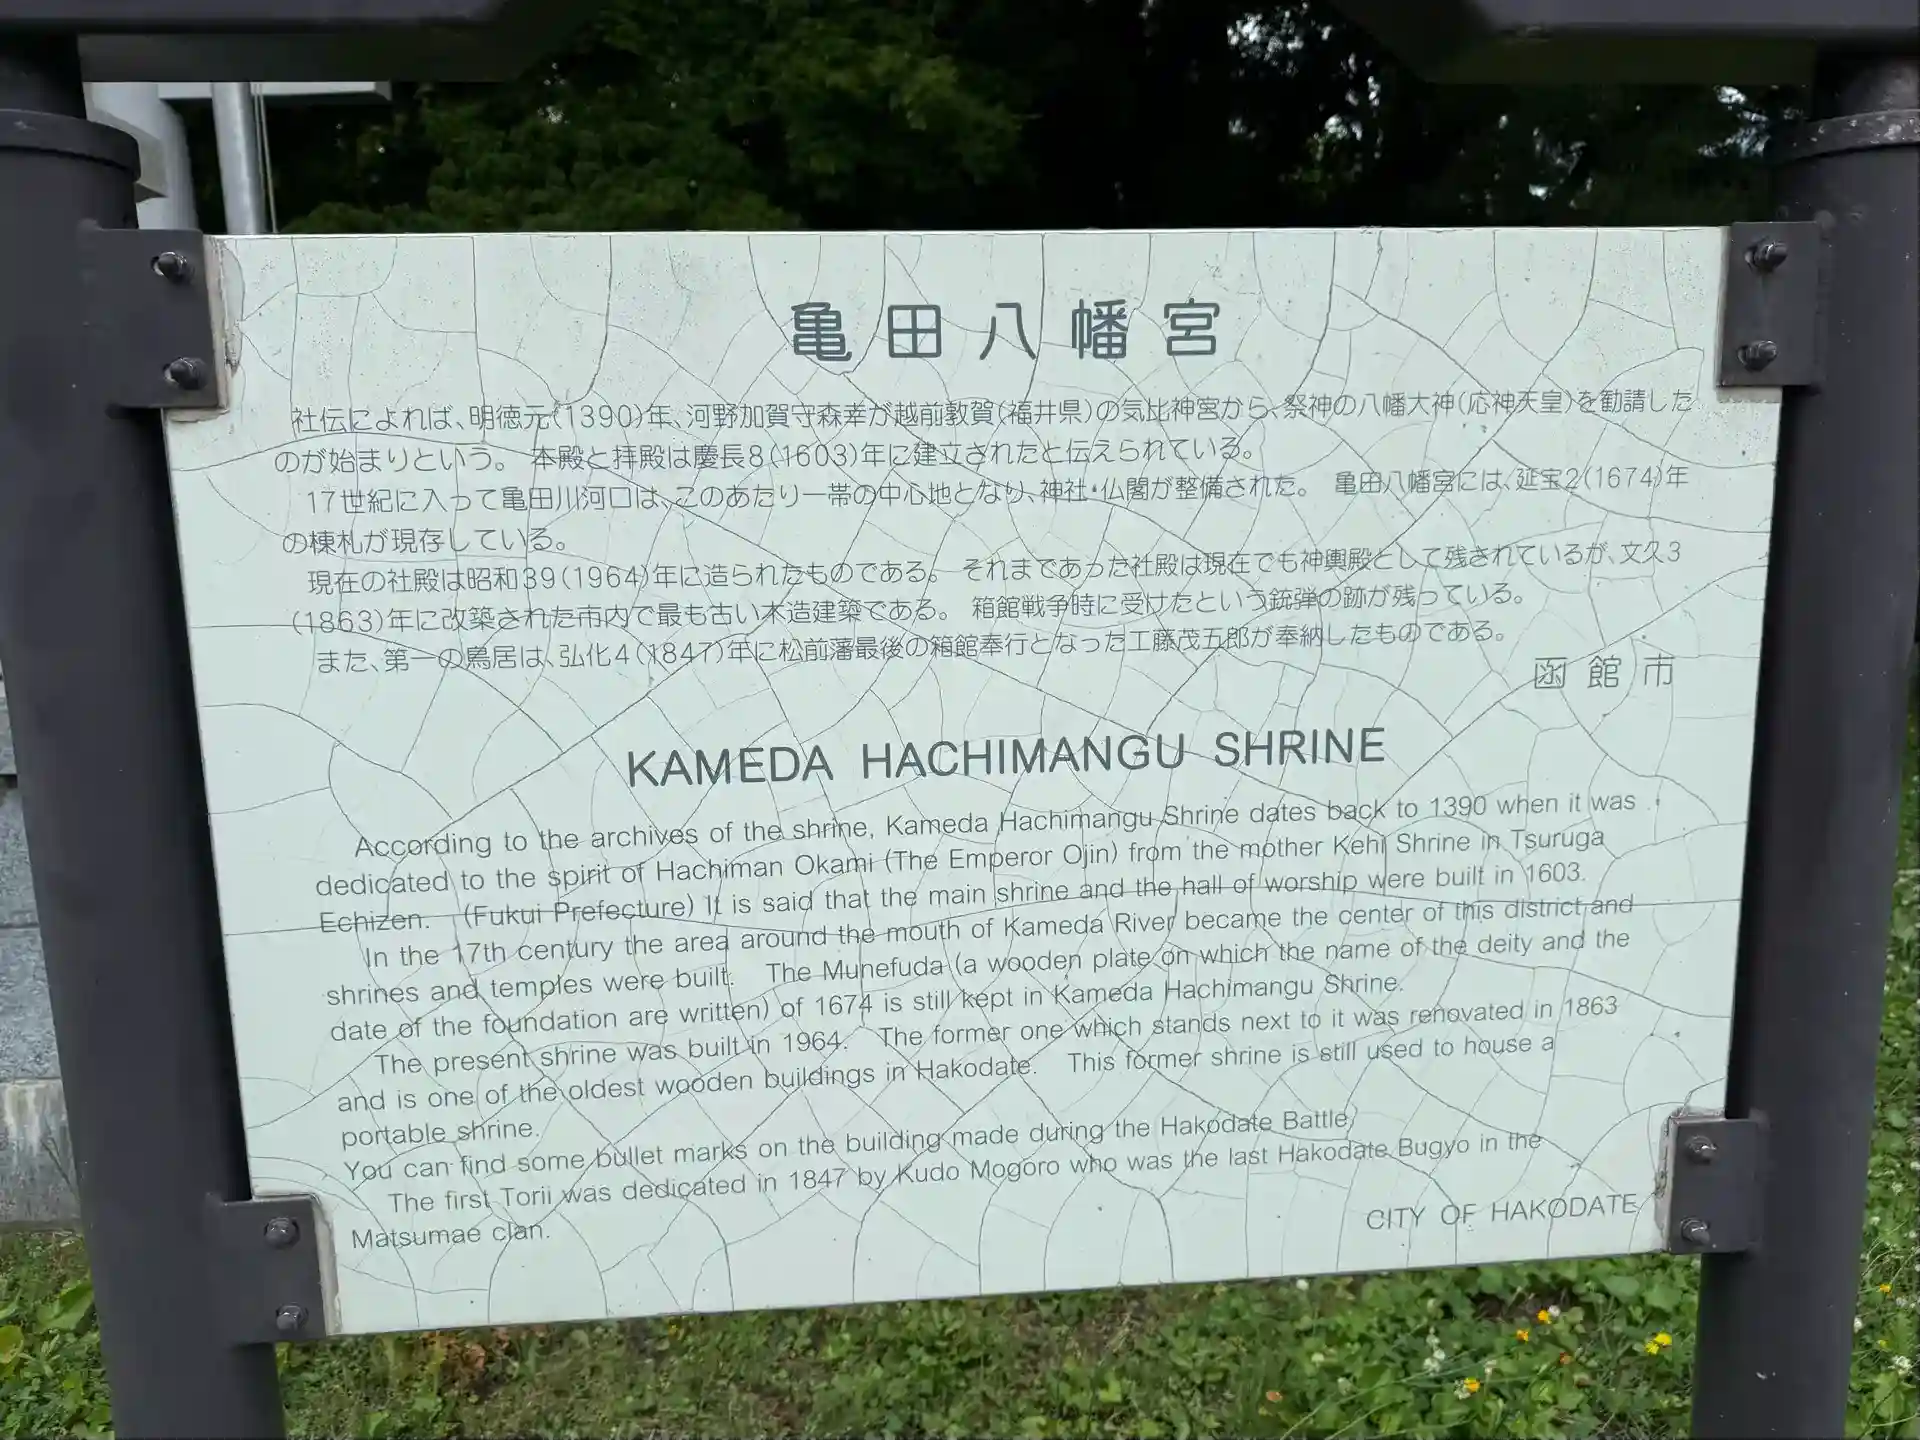 亀田八幡宮
社伝によれば、明徳元(1390)年、河野加賀守森幸が越前敦賀(福井県)の気比神宮から、祭神の八幡大神(応神天皇)を勧請した
のが始まりという。 本殿と拝殿は慶長8(1603)年に建立されたと伝えられている。
17世紀に入って亀田川河口は、このあたり一帯の中心地となり、神社・仏閣が整備された。 亀田八幡宮には、延宝2(1674)年
の棟札が現存している。
現在の社殿は昭和39(1964)年に造られたものである。 それまであった社殿は現在でも神輿殿として残されているが、文久3
(1863)年に改築された市内で最も古い木造建築である。 箱館戦争時に受けたという銃弾の跡が残っている。
また、第一の鳥居は、弘化4(1847)年に松前藩最後の箱館奉行となった工藤茂五郎が奉納したものである。
函館市
KAMEDA HACHIMANGU SHRINE
According to the archives of the shrine, Kameda Hachimangu Shrine dates back to 1390 when it was
dedicated to the spirit of Hachiman Okami (The Emperor Ojin) from the mother Kehi Shrine in Tsuruga
Echizen. (Fukui Prefecture) It is said that the main shrine and the hall of worship were built in 1603.
In the 17th century the area around the mouth of Kameda River became the center of this district and
shrines and temples were built. The Munefuda (a wooden plate on which the name of the deity and the
date of the foundation are written) of 1674 is still kept in Kameda Hachimangu Shrine.
The present shrine was built in 1964. The former one which stands next to it was renovated in 1863
and is one of the oldest wooden buildings in Hakodate. This former shrine is still used to house a
portable shrine.
You can find some bullet marks on the building made during the Hakodate Battle.
The first Torii was dedicated in 1847 by Kudo Mogoro who was the last Hakodate Bugyo in the
Matsumae clan.
CITY OF HAKODATE